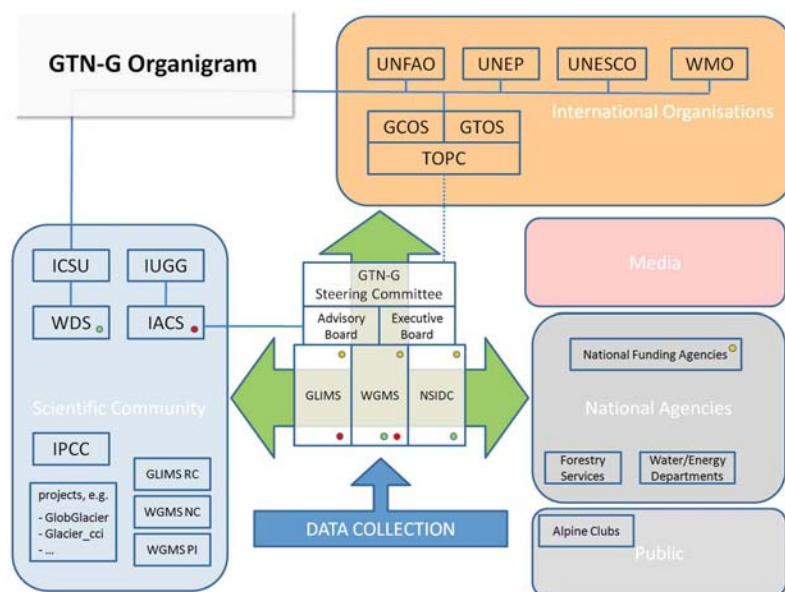 GTN-G Organigram
UNFAO
UNEP
UNESCO
WMO
International Organisations
GCOS
GTOS
TOPC
ICSU
IUGG
WDS
IACS
Scientific Community
IPCC
projects, e.g.
- GlobGlacier
- Glacier_cci
- ...
GLIMS RC
WGMS NC
WGMS PI
GTN-G
Steering Committee
Advisory
Board
Executive
Board
GLIMS
WGMS
NSIDC
DATA COLLECTION
Media
National Funding Agencies
National Agencies
Forestry
Services
Water/Energy
Departments
Alpine Clubs
Public